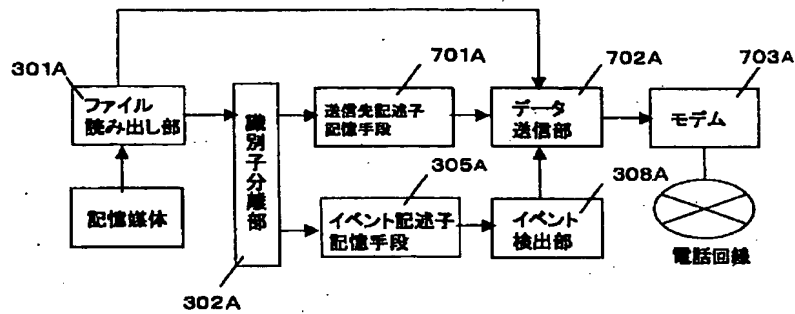 301A
ファイル
読み出し部
記憶媒体
識別子分離部
302A
701A
送信先記述子
記憶手段
305A
イベント記述子
記憶手段
702A
データ
送信部
308A
イベント
検出部
703A
モデム
電話回線